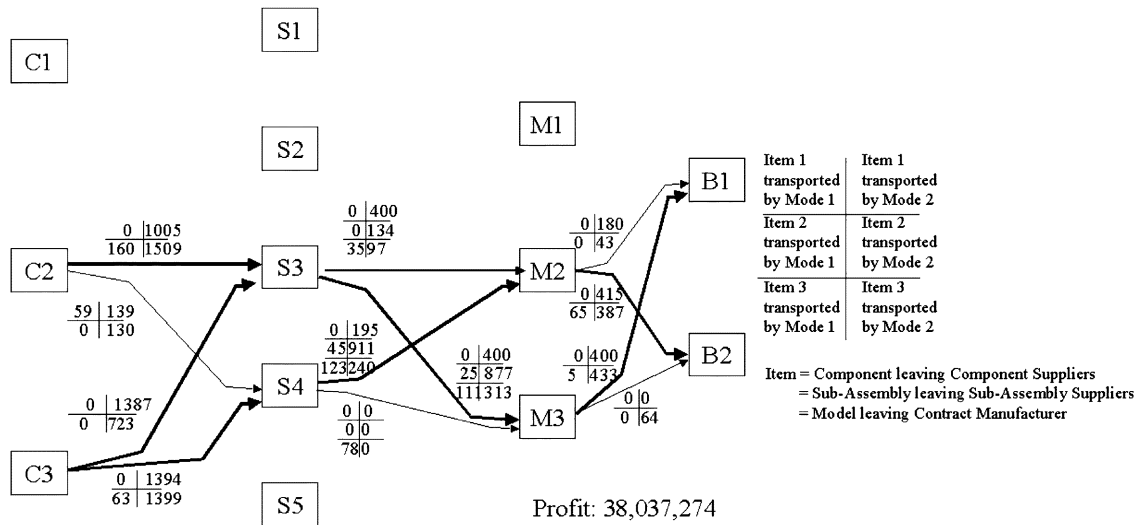 S1
C1
M1
S2
B1
Item 1 transported by Mode 1
Item 1 transported by Mode 2
Item 2 transported by Mode 1
Item 2 transported by Mode 2
Item 3 transported by Mode 1
Item 3 transported by Mode 2
0 400
0 134
35 97
0 1005
160 1509
0 180
0 43
C2
S3
M2
59 139
0 130
0 415
65 387
0 195
45 911
123 240
B2
0 400
25 877
111 313
0 400
5 433
Item = Component leaving Component Suppliers
= Sub-Assembly leaving Sub-Assembly Suppliers
= Model leaving Contract Manufacturer
S4
0 1387
0 723
0 0
0 0
78 0
M3
0 0
0 64
C3
0 1394
63 1399
S5
Profit: 38,037,274